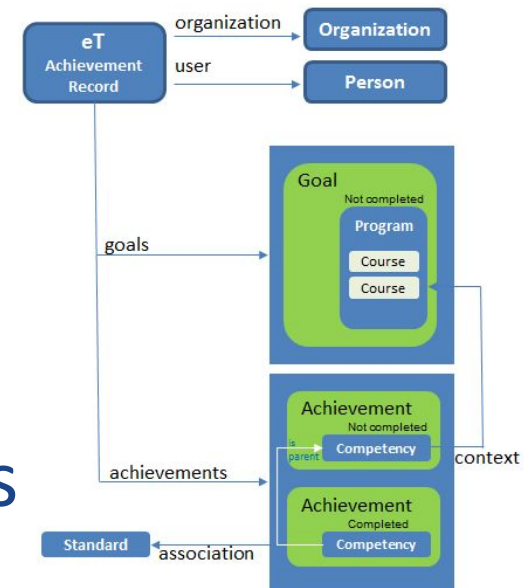 eT
Achievement
Record
organization
Organization
user
Person
goals
Goal
Not completed
Program
Course
Course
achievements
Achievement
Not completed
is
parent
Competency
context
Achievement
Completed
Competency
Standard
association
s